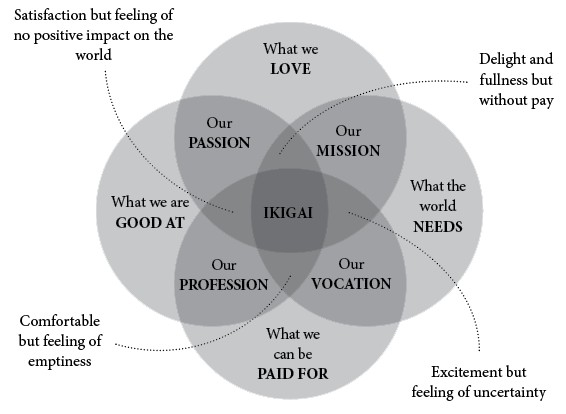 Satisfaction but feeling of
no positive impact on the
world
What we
LOVE
Delight and
fullness but
without pay
Our
PASSION
Our
MISSION
What we are
GOOD AT
IKIGAI
What the
world
NEEDS
Our
PROFESSION
Our
VOCATION
Comfortable
but feeling of
emptiness
What we
can be
PAID FOR
Excitement but
feeling of uncertainty